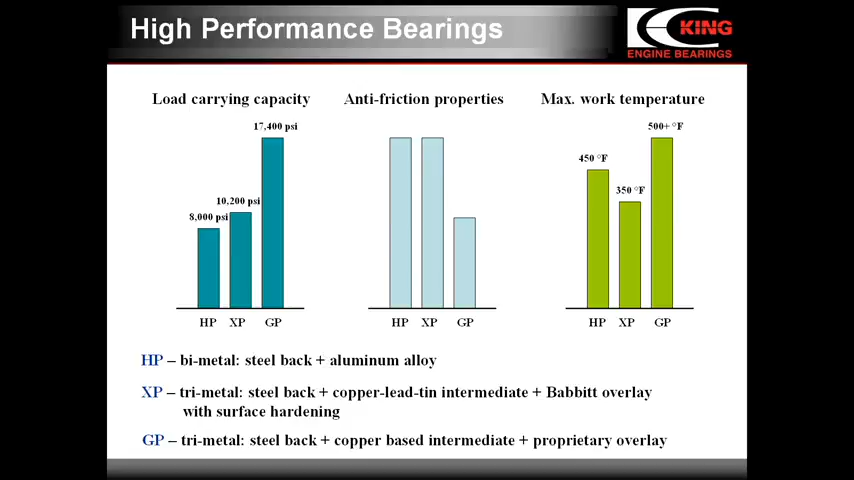 High Performance Bearings
KING
ENGINE BEARINGS
Load carrying capacity
Anti-friction properties
Max. work temperature
17,400 psi
10,200 psi
8,000 psi
500+ °F
450 °F
350 °F
HP XP GP
HP XP GP
HP XP GP
HP – bi-metal: steel back + aluminum alloy
XP – tri-metal: steel back + copper-lead-tin intermediate + Babbitt overlay
with surface hardening
GP – tri-metal: steel back + copper based intermediate + proprietary overlay